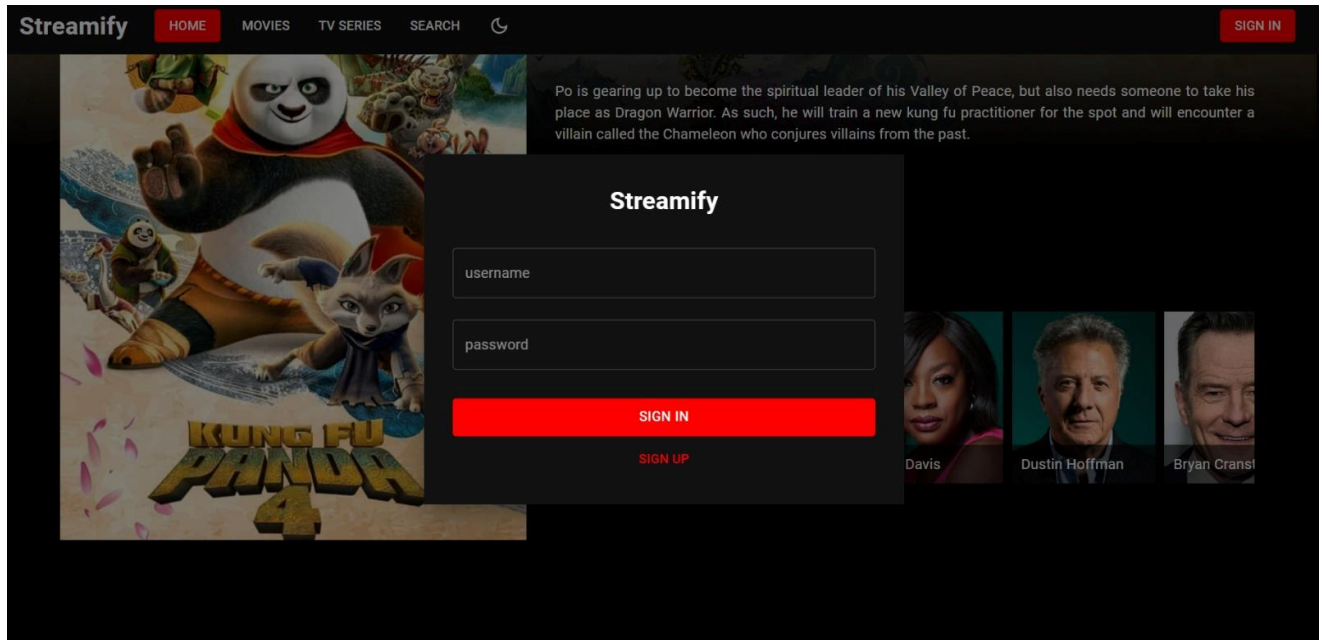 Streamify HOME MOVIES TV SERIES SEARCH SIGN IN
Po is gearing up to become the spiritual leader of his Valley of Peace, but also needs someone to take his
place as Dragon Warrior. As such, he will train a new kung fu practitioner for the spot and will encounter a
villain called the Chameleon who conjures villains from the past.
Streamify
username
password
SIGN IN
SIGN UP
Davis Dustin Hoffman Bryan Cranst
KUNG FU
PANDA
4